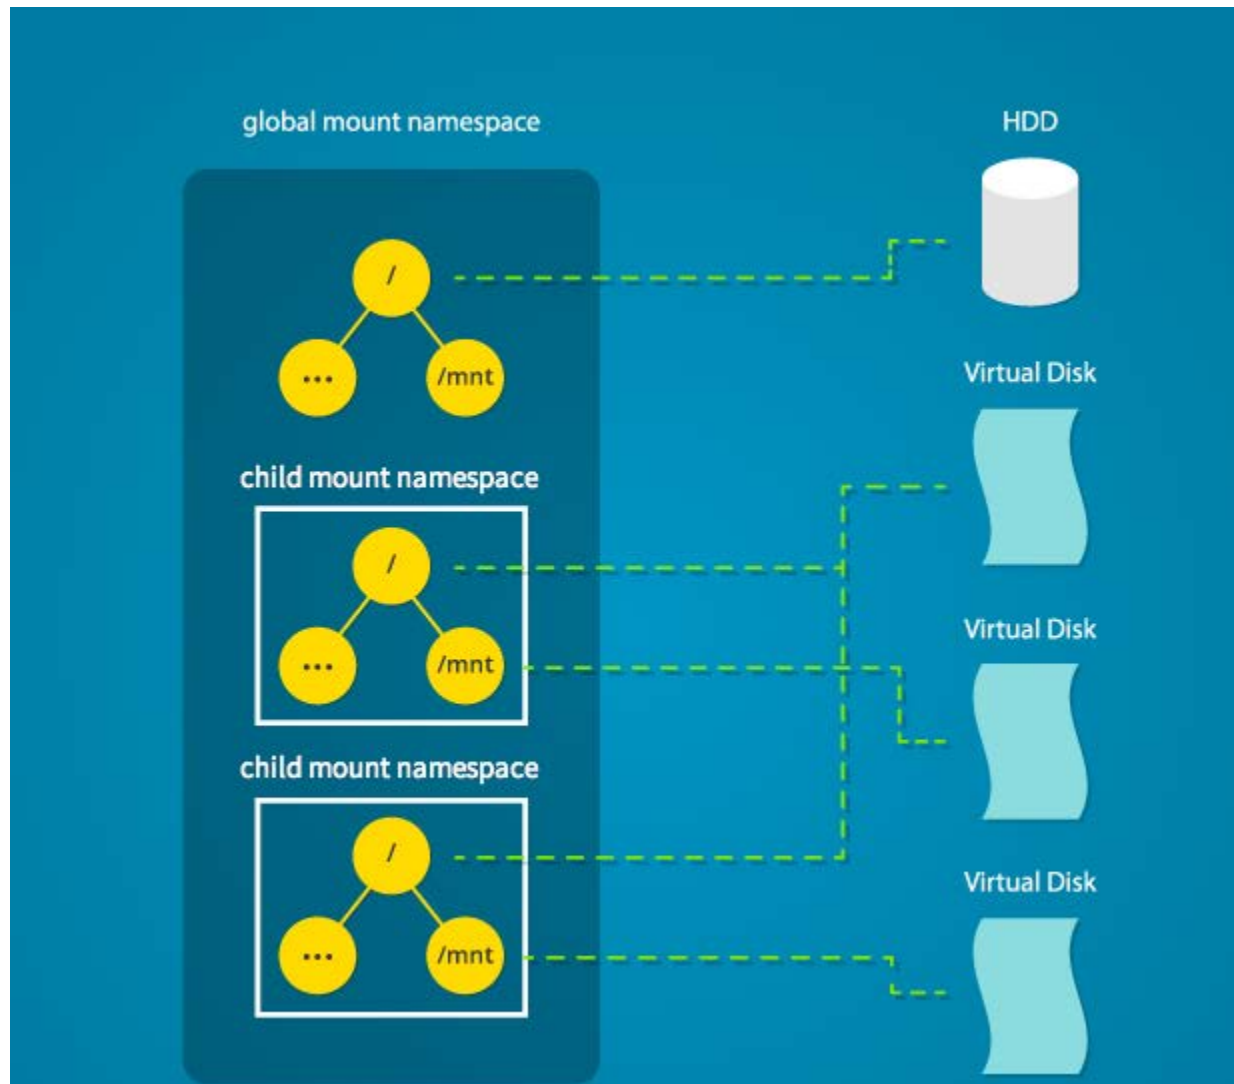 global mount namespace
HDD
/
...
/mnt
Virtual Disk
child mount namespace
/
...
/mnt
Virtual Disk
child mount namespace
/
...
/mnt
Virtual Disk